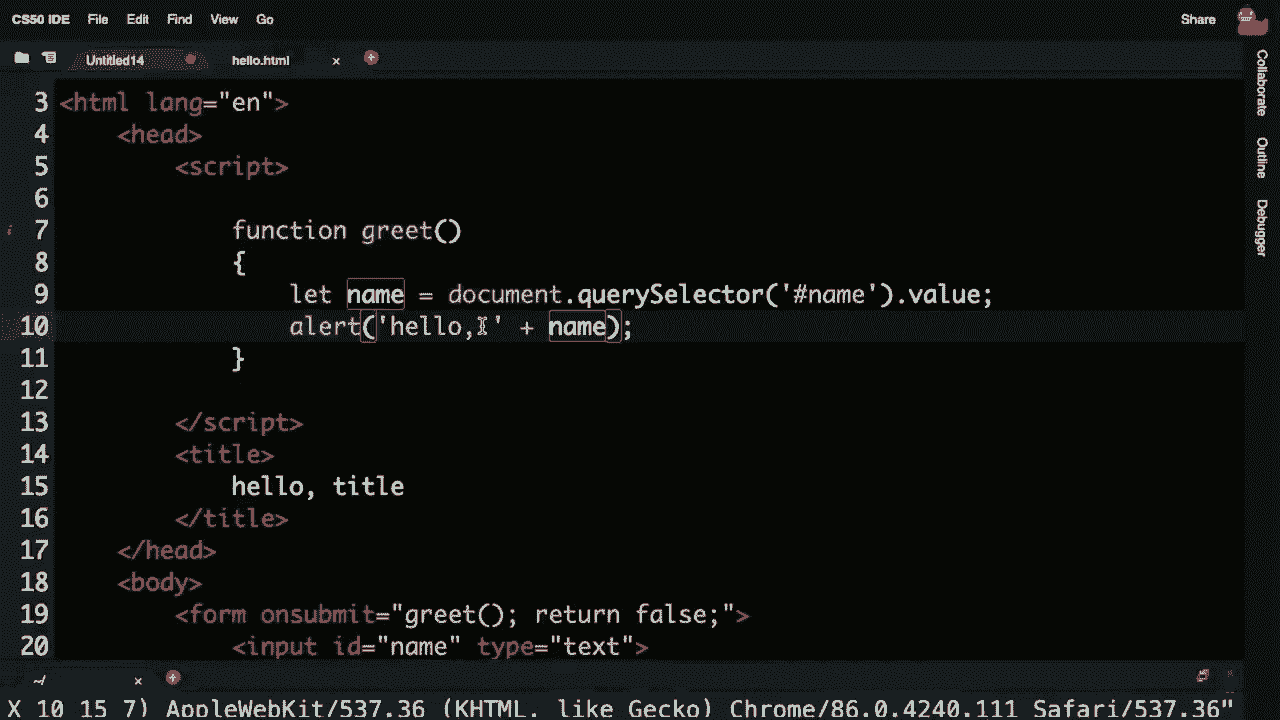 CS50 IDE File Edit Find View Go Share
Untitled14 hello.html
3 <html lang="en">
4 <head>
5 <script>
6
7 function greet()
8 {
9 let name = document.querySelector('#name').value;
10 alert('hello, ' + name);
11 }
12
13 </script>
14 <title>
15 hello, title
16 </title>
17 </head>
18 <body>
19 <form onsubmit="greet(); return false;">
20 <input id="name" type="text">
Collaborate
Outline
Debugger
X 10_15_7) AppleWebKit/537.36 (KHTML, like Gecko) Chrome/86.0.4240.111 Safari/537.36"